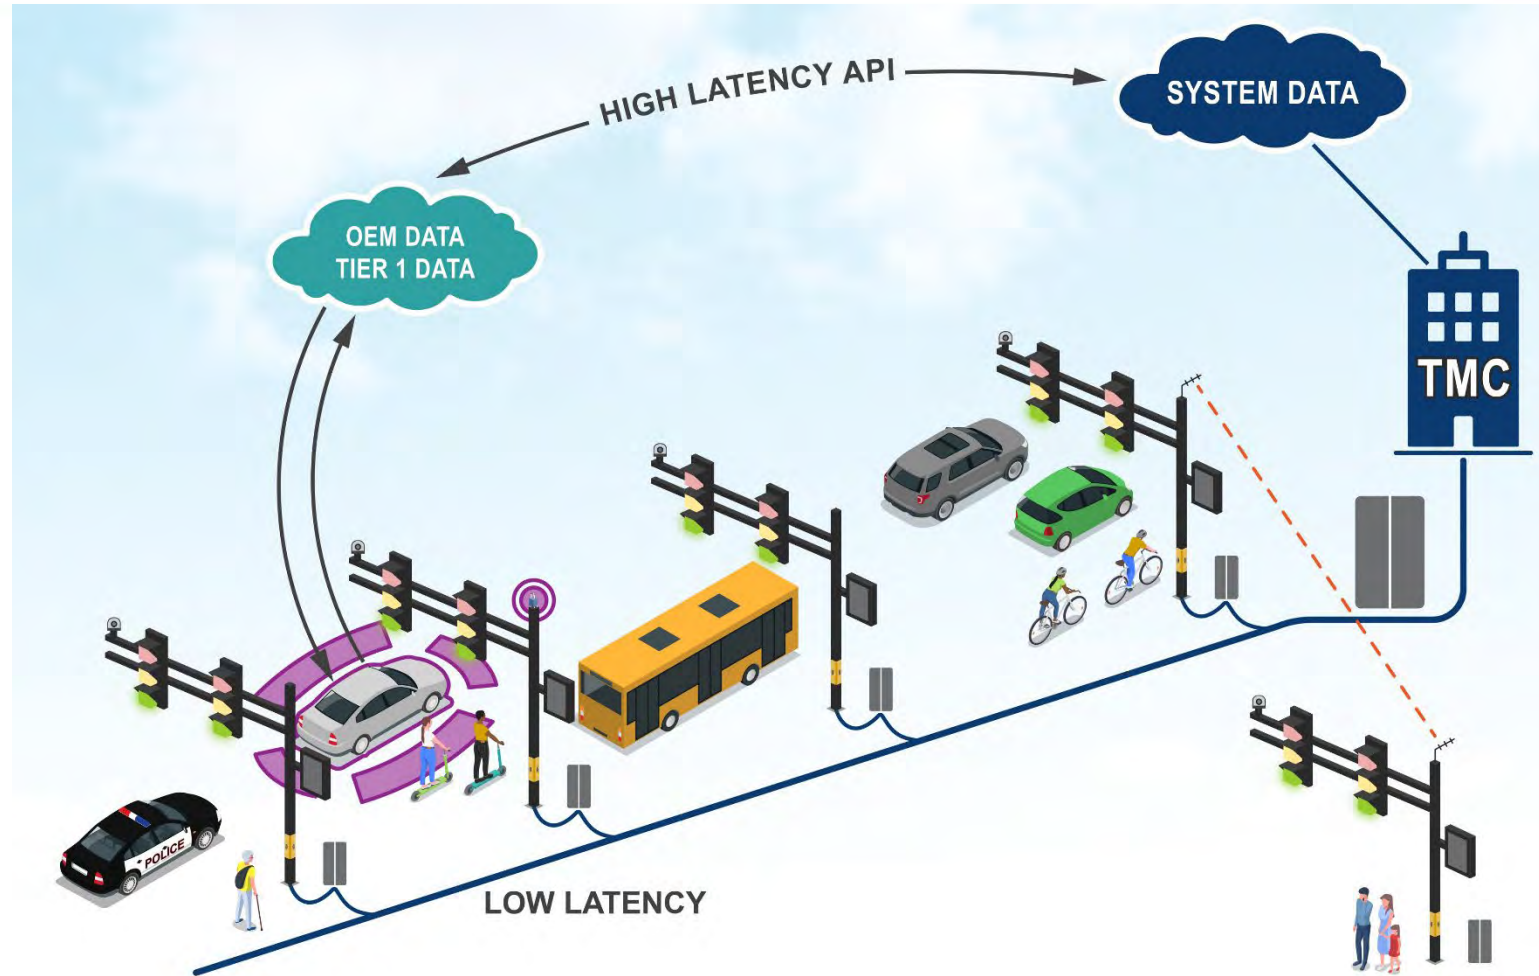 HIGH LATENCY API
SYSTEM DATA
OEM DATA
TIER 1 DATA
TMC
POLICE
LOW LATENCY